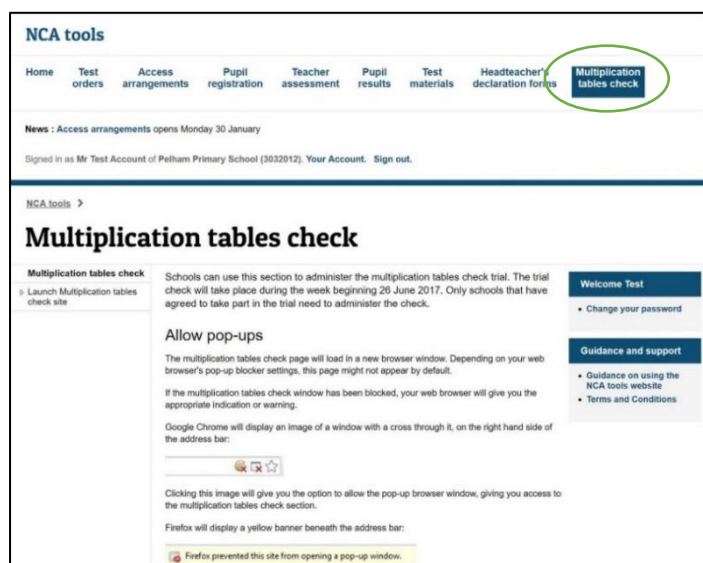 NCA tools
Home
Test
orders
Access
arrangements
Pupil
registration
Teacher
assessment
Pupil
results
Test
materials
Headteacher's
declaration forms
Multiplication
tables check
News : Access arrangements opens Monday 30 January
Signed in as Mr Test Account of Pelham Primary School (3032012). Your Account. Sign out.
NCA tools >
Multiplication tables check
Multiplication tables check
Launch Multiplication tables
check site
Schools can use this section to administer the multiplication tables check trial. The trial
check will take place during the week beginning 26 June 2017. Only schools that have
agreed to take part in the trial need to administer the check.
Allow pop-ups
The multiplication tables check page will load in a new browser window. Depending on your web
browser's pop-up blocker settings, this page might not appear by default.
If the multiplication tables check window has been blocked, your web browser will give you the
appropriate indication or warning.
Google Chrome will display an image of a window with a cross through it, on the right hand side of
the address bar:
Clicking this image will give you the option to allow the pop-up browser window, giving you access to
the multiplication tables check section.
Firefox will display a yellow banner beneath the address bar:
Firefox prevented this site from opening a pop-up window.
Welcome Test
• Change your password
Guidance and support
• Guidance on using the
NCA tools website
• Terms and Conditions